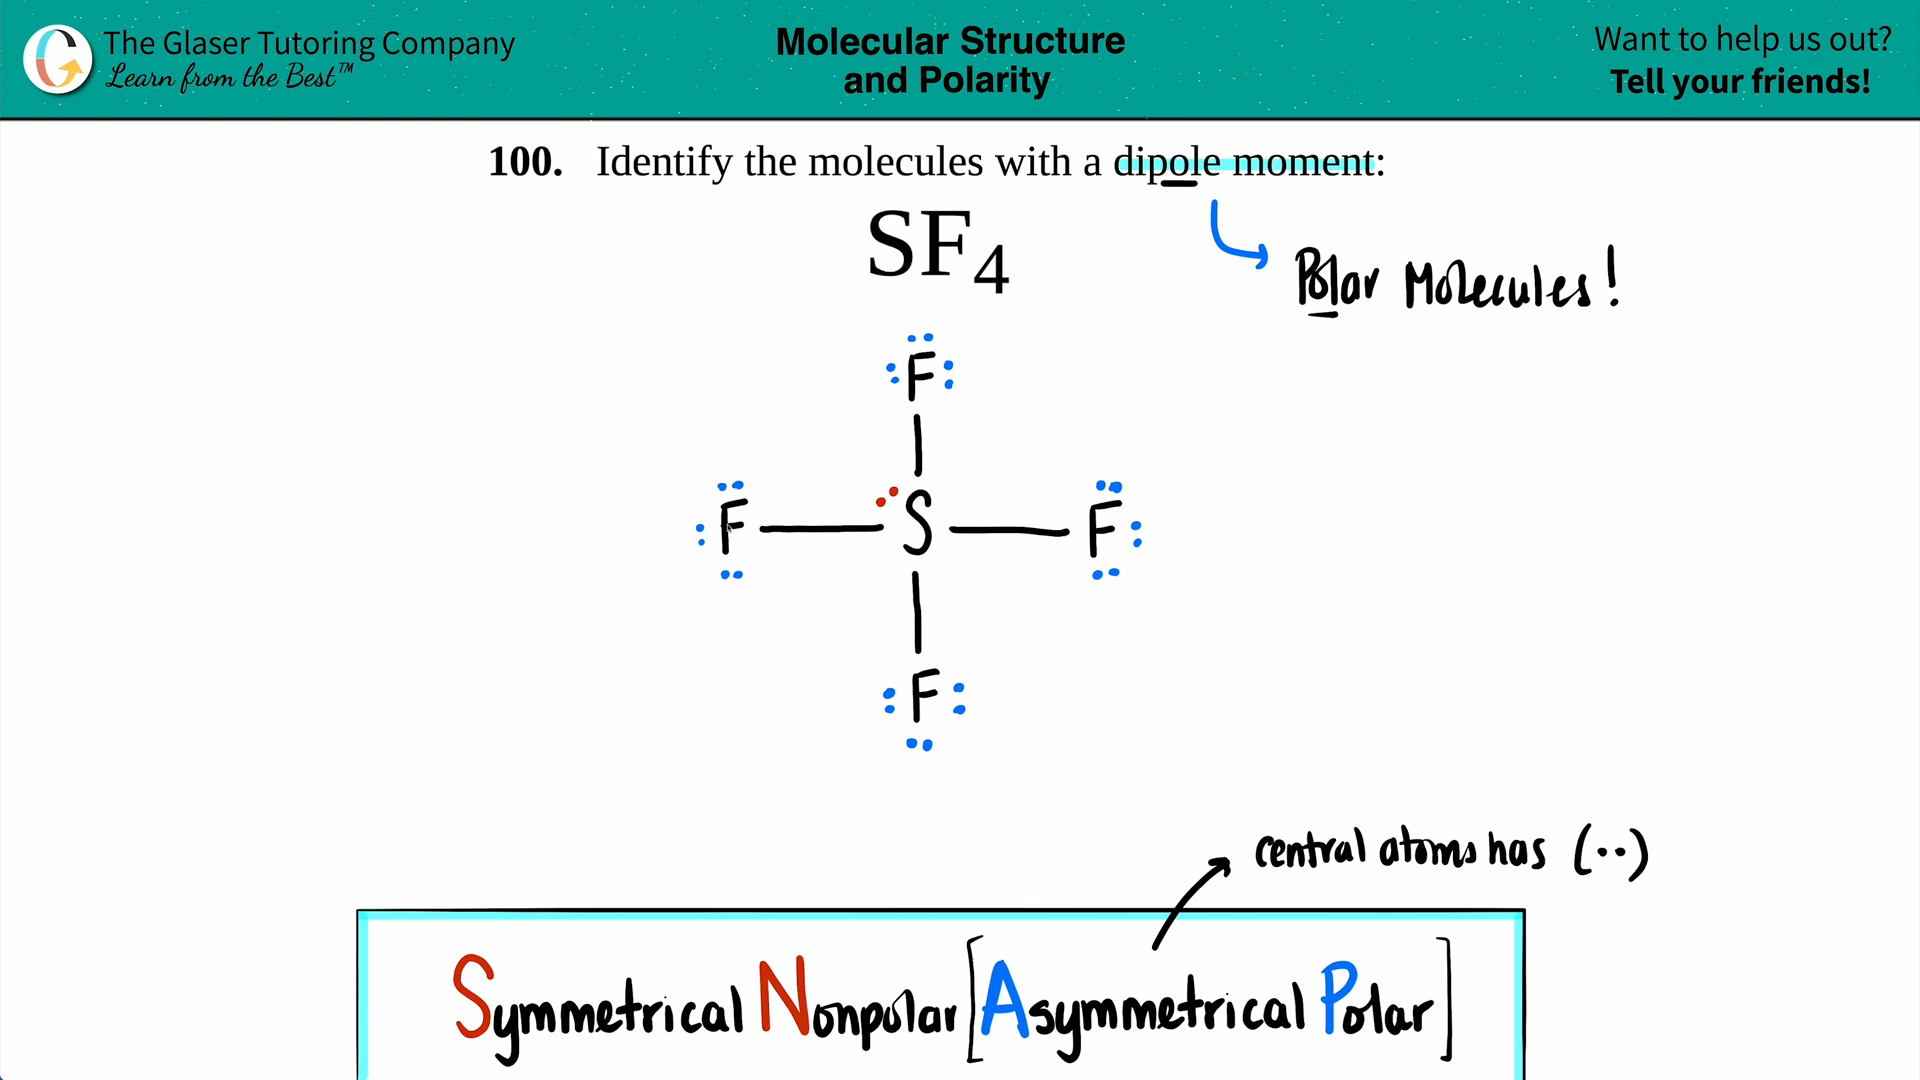 The Glaser Tutoring Company
Learn from the Best™
Molecular Structure
and Polarity
Want to help us out?
Tell your friends!
100. Identify the molecules with a dipole moment:
SF₄
Polar Molecules!
F
F S F
F
central atoms has (··)
Symmetrical Nonpolar [Asymmetrical Polar]